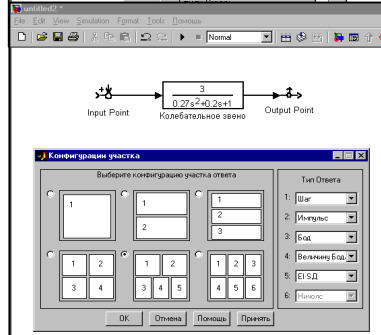 untitled2 *
File Edit View Simulation Format Tools Помощь
Normal
3
0.27s2+0.2s+1
Input Point
Колебательное звено
Output Point
Конфигурации участка
Выберите конфигурацию участка ответа
Тип Ответа
1
1
2
1
2
3
1 2
3 4
1 2
3 4 5
1 2 3
4 5 6
1: Шаг
2: Импульс
3: Бод
4: Величину Бод
5: ЕІ-SД
6: Николс
OK Отмена Помощь Принять